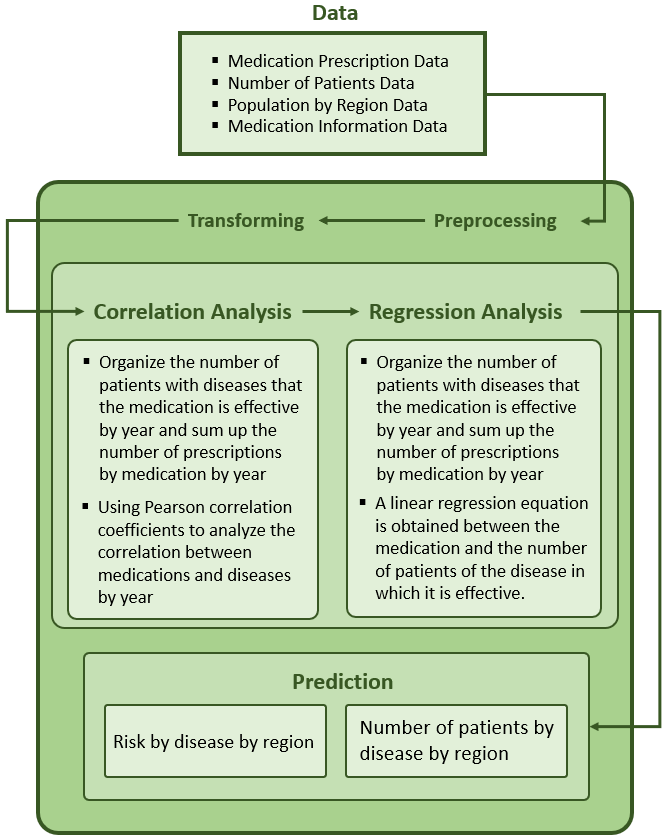 Data
▪ Medication Prescription Data
▪ Number of Patients Data
▪ Population by Region Data
▪ Medication Information Data
Transforming
Preprocessing
Correlation Analysis
▪ Organize the number of
patients with diseases that
the medication is effective
by year and sum up the
number of prescriptions
by medication by year
▪ Using Pearson correlation
coefficients to analyze the
correlation between
medications and diseases
by year
Regression Analysis
▪ Organize the number of
patients with diseases that
the medication is effective
by year and sum up the
number of prescriptions
by medication by year
▪ A linear regression equation
is obtained between the
medication and the number
of patients of the disease in
which it is effective.
Prediction
Risk by disease by region
Number of patients by
disease by region